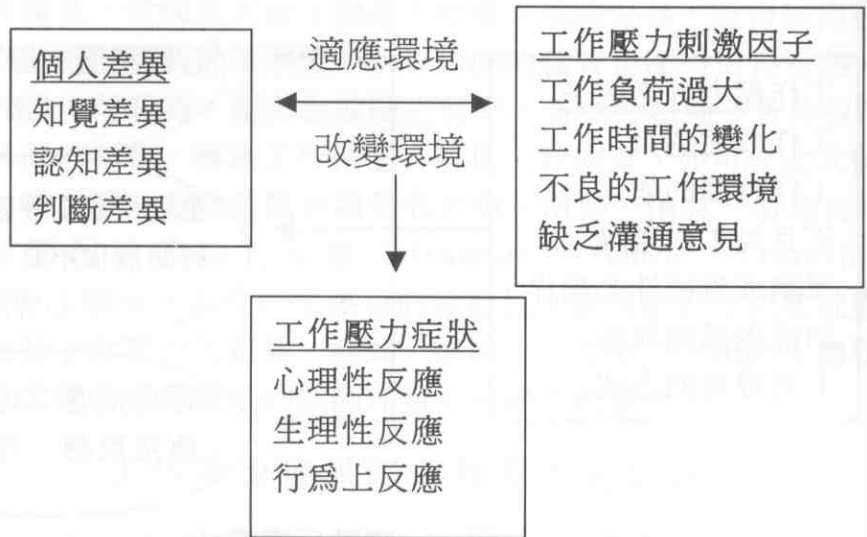 個人差異
知覺差異
認知差異
判斷差異
適應環境
改變環境
工作壓力刺激因子
工作負荷過大
工作時間的變化
不良的工作環境
缺乏溝通意見
工作壓力症狀
心理性反應
生理性反應
行爲上反應